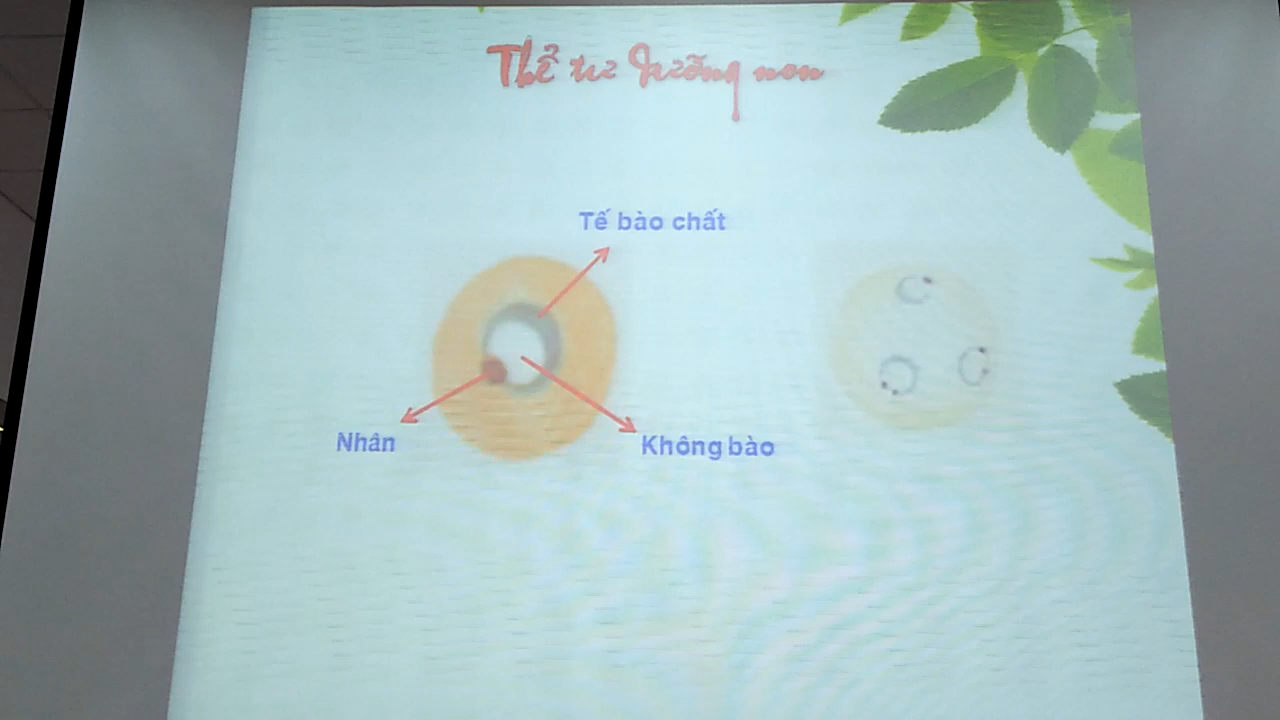 Thể tư dưỡng non
Tế bào chất
Nhân
Không bào